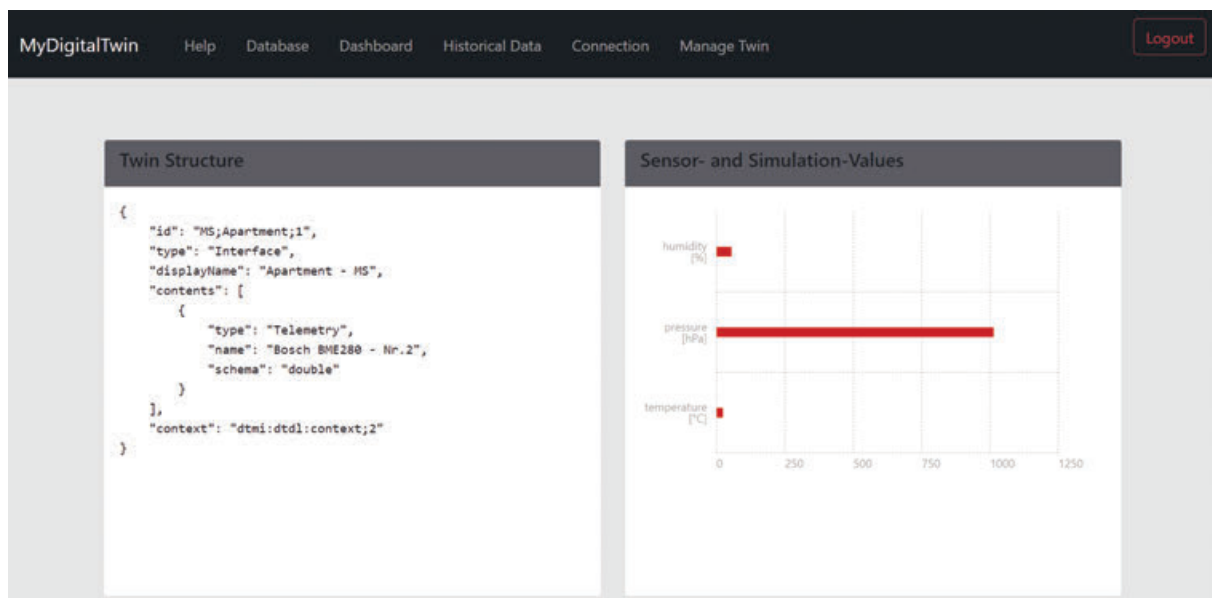 MyDigitalTwin Help Database Dashboard Historical Data Connection Manage Twin Logout
Twin Structure
{
"id": "MS;Apartment;1",
"type": "Interface",
"displayName": "Apartment - MS",
"contents": [
{
"type": "Telemetry",
"name": "Bosch BME280 - Nr.2",
"schema": "double"
}
],
"context": "dtmi:dtdl:context;2"
}
Sensor- and Simulation-Values
humidity
[%]
pressure
[hPa]
temperature
[°C]
0 250 500 750 1000 1250